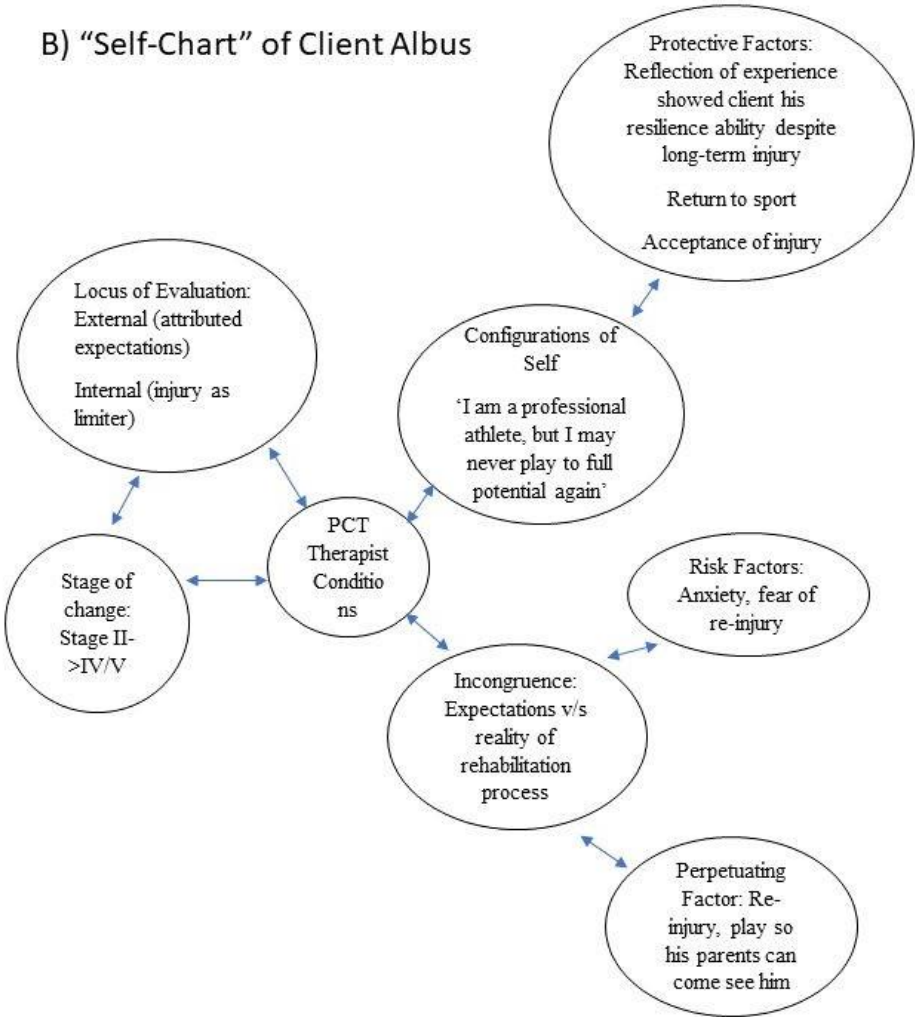 B) “Self-Chart” of Client Albus
Protective Factors:
Reflection of experience
showed client his
resilience ability despite
long-term injury
Return to sport
Acceptance of injury
Locus of Evaluation:
External (attributed
expectations)
Internal (injury as
limiter)
Configurations of
Self
‘I am a professional
athlete, but I may
never play to full
potential again’
PCT
Therapist
Conditio
ns
Stage of
change:
Stage II-
>IV/V
Risk Factors:
Anxiety, fear of
re-injury
Incongruence:
Expectations v/s
reality of
rehabilitation
process
Perpetuating
Factor: Re-
injury, play so
his parents can
come see him